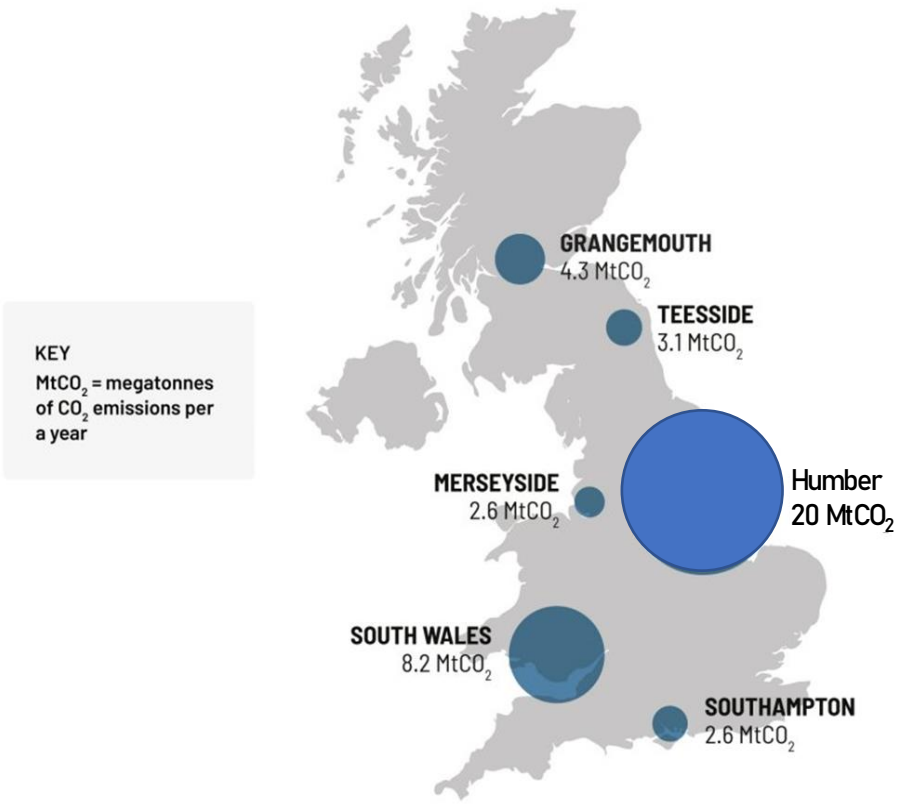 GRANGEMOUTH
4.3 MtCO₂
TEESSIDE
3.1 MtCO₂
KEY
MtCO₂ = megatonnes
of CO₂ emissions per
a year
MERSEYSIDE
2.6 MtCO₂
Humber
20 MtCO₂
SOUTH WALES
8.2 MtCO₂
SOUTHAMPTON
2.6 MtCO₂